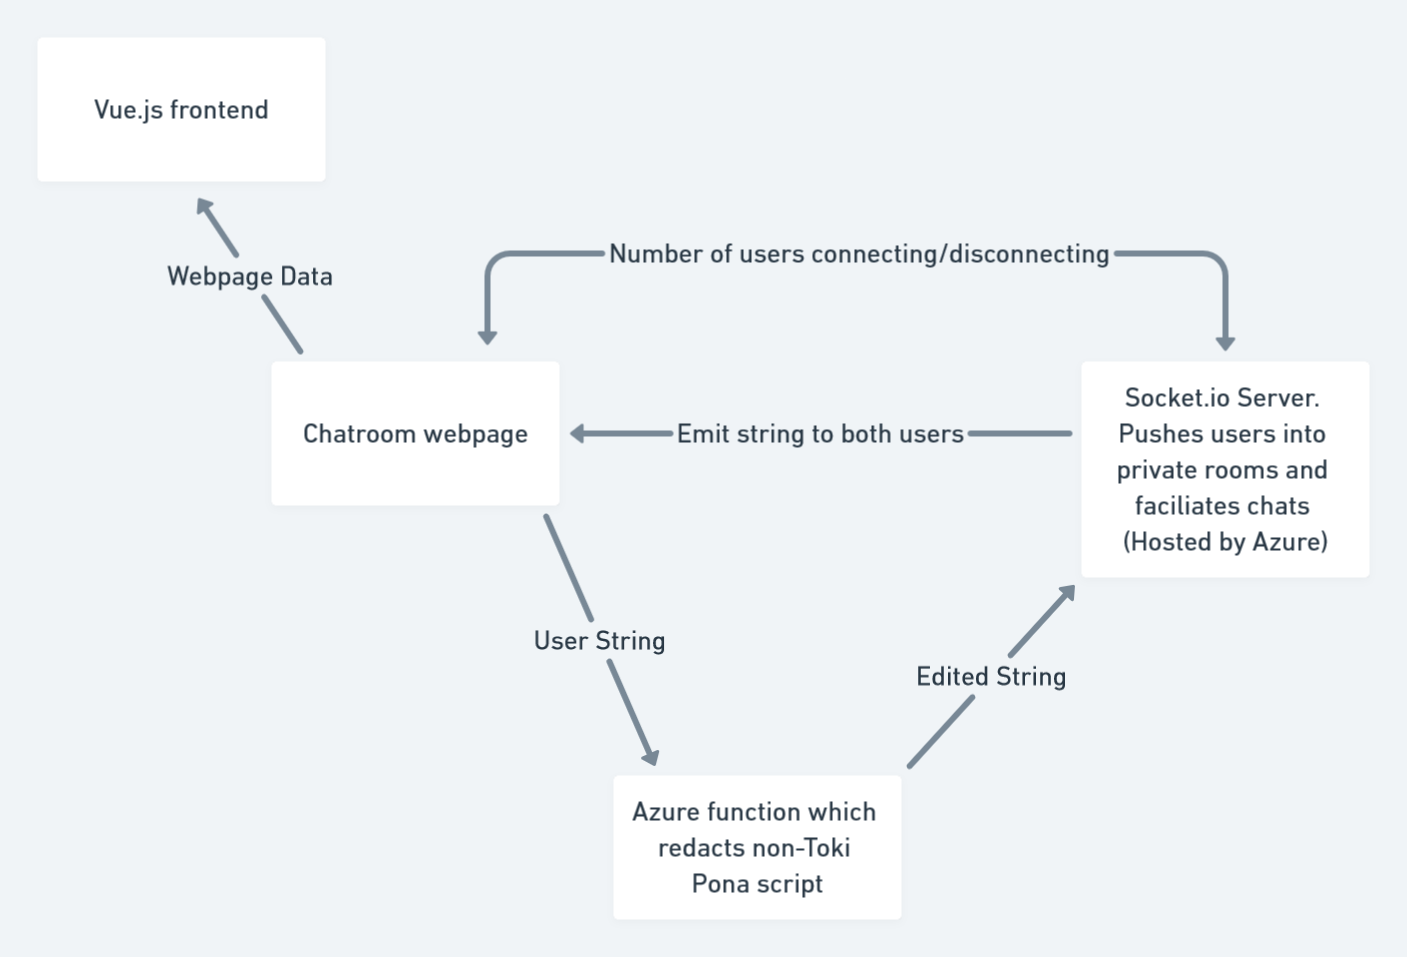 Vue.js frontend
Webpage Data
Number of users connecting/disconnecting
Chatroom webpage
Emit string to both users
Socket.io Server.
Pushes users into
private rooms and
faciliates chats
(Hosted by Azure)
User String
Edited String
Azure function which
redacts non-Toki
Pona script